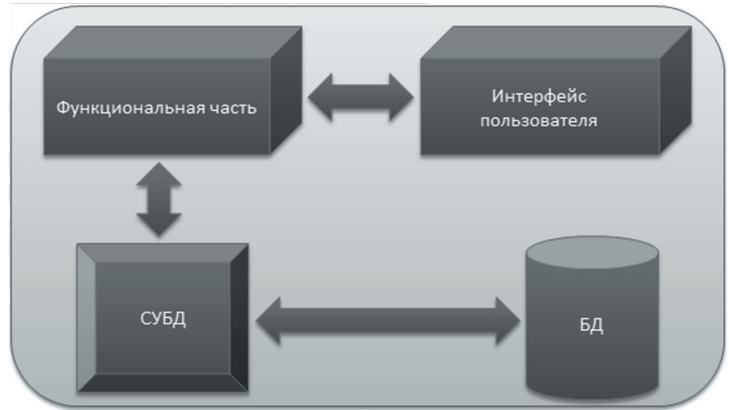 Функциональная часть
Интерфейс
пользователя
СУБД
БД